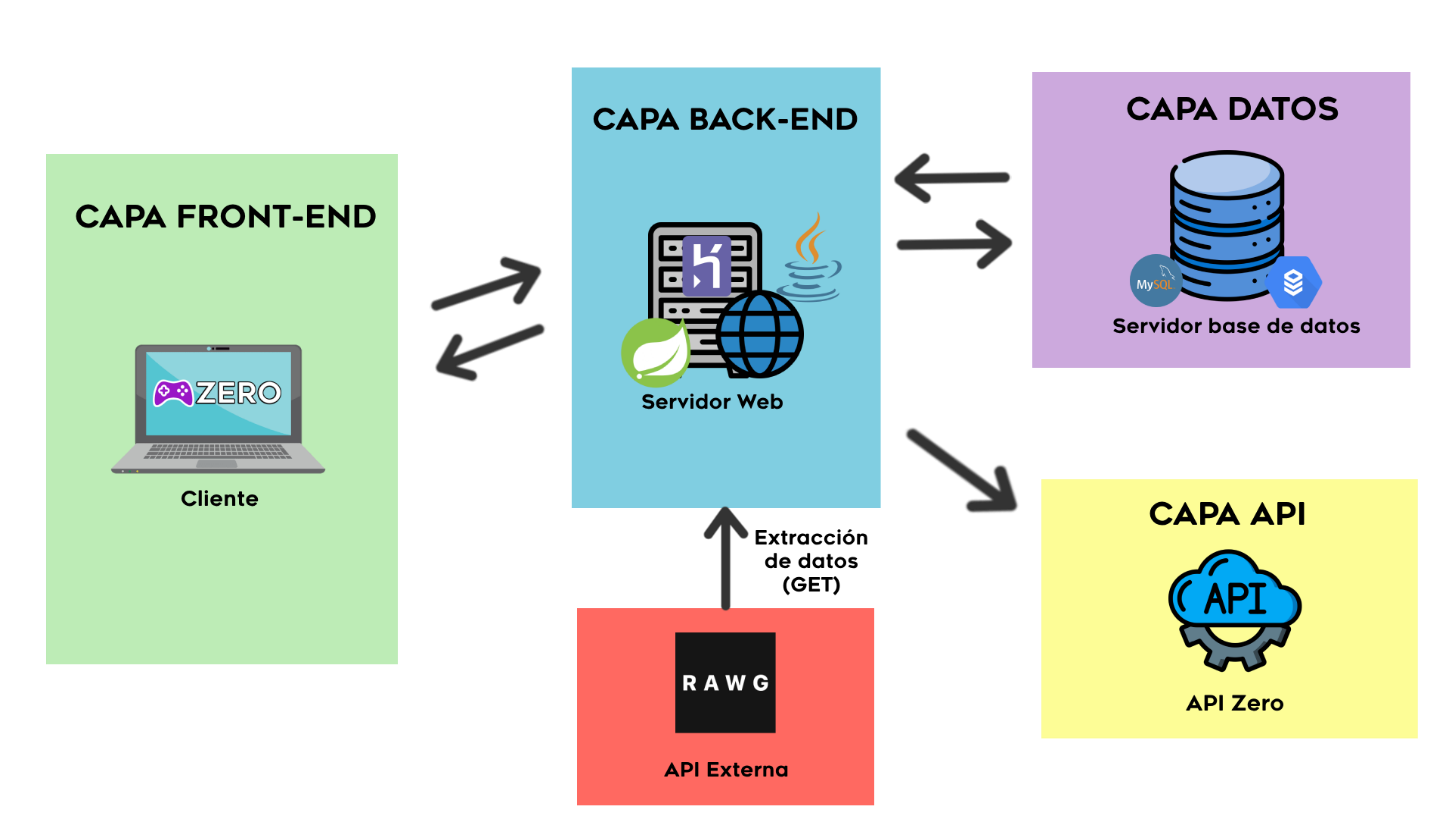 CAPA FRONT-END
ZERO
Cliente
CAPA BACK-END
Servidor Web
CAPA DATOS
MySQL
Servidor base de datos
Extracción
de datos
(GET)
RAWG
API Externa
CAPA API
API
API Zero